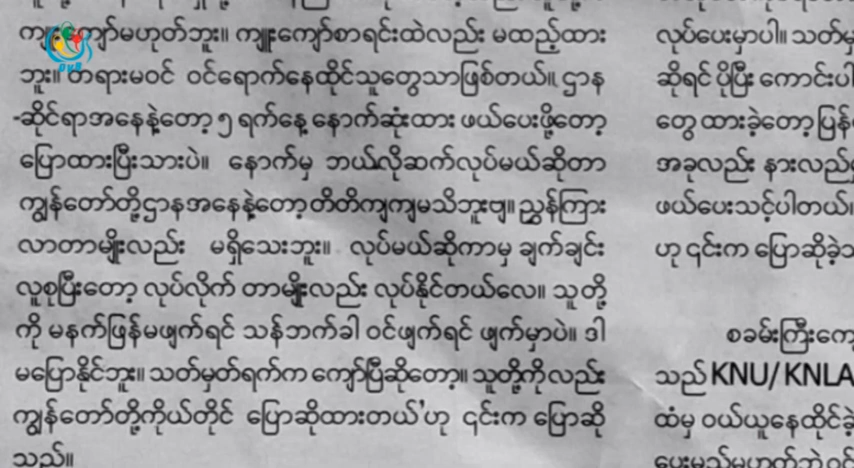 ကျူးကျော်မဟုတ်ဘူး။ ကျူးကျော်စာရင်းထဲလည်း မထည့်ထား
ဘူး။ တရားမဝင် ဝင်ရောက်နေထိုင်သူတွေသာဖြစ်တယ်။ ဌာန
-ဆိုင်ရာအနေနဲ့တော့ ၅ ရက်နေ့ နောက်ဆုံးထား ဖယ်ပေးဖို့တော့
ပြောထားပြီးသားပဲ။ နောက်မှ ဘယ်လိုဆက်လုပ်မယ်ဆိုတာ
ကျွန်တော်တို့ဌာနအနေနဲ့တော့ တိတိကျကျမသိဘူးဗျ။ ညွှန်ကြား
လာတာမျိုးလည်း မရှိသေးဘူး။ လုပ်မယ်ဆိုကာမှ ချက်ချင်း
လူစုပြီးတော့ လုပ်လိုက် တာမျိုးလည်း လုပ်နိုင်တယ်လေ။ သူတို့
ကို မနက်ဖြန်မဖျက်ရင် သန်ဘက်ခါ ဝင်ဖျက်ရင် ဖျက်မှာပဲ။ ဒါ
မပြောနိုင်ဘူး။ သတ်မှတ်ရက်က ကျော်ပြီဆိုတော့။ သူတို့ကိုလည်း
ကျွန်တော်တို့ကိုယ်တိုင် ပြောဆိုထားတယ်'ဟု ၎င်းက ပြောဆို
သည်။
လုပ်ပေးမှာပါ။ သတ်မှ
ဆိုရင် ပိုပြီး ကောင်းပါ
တွေ ထားခဲ့တော့ ပြန်
အခုလည်း နားလည်မှ
ဖယ်ပေးသင့်ပါတယ်။
ဟု ၎င်းက ပြောဆိုခဲ့သ
စခမ်းကြီးကျေ
သည် KNU/ KNLA
ထံမှ ဝယ်ယူနေထိုင်ခဲ့
DVB